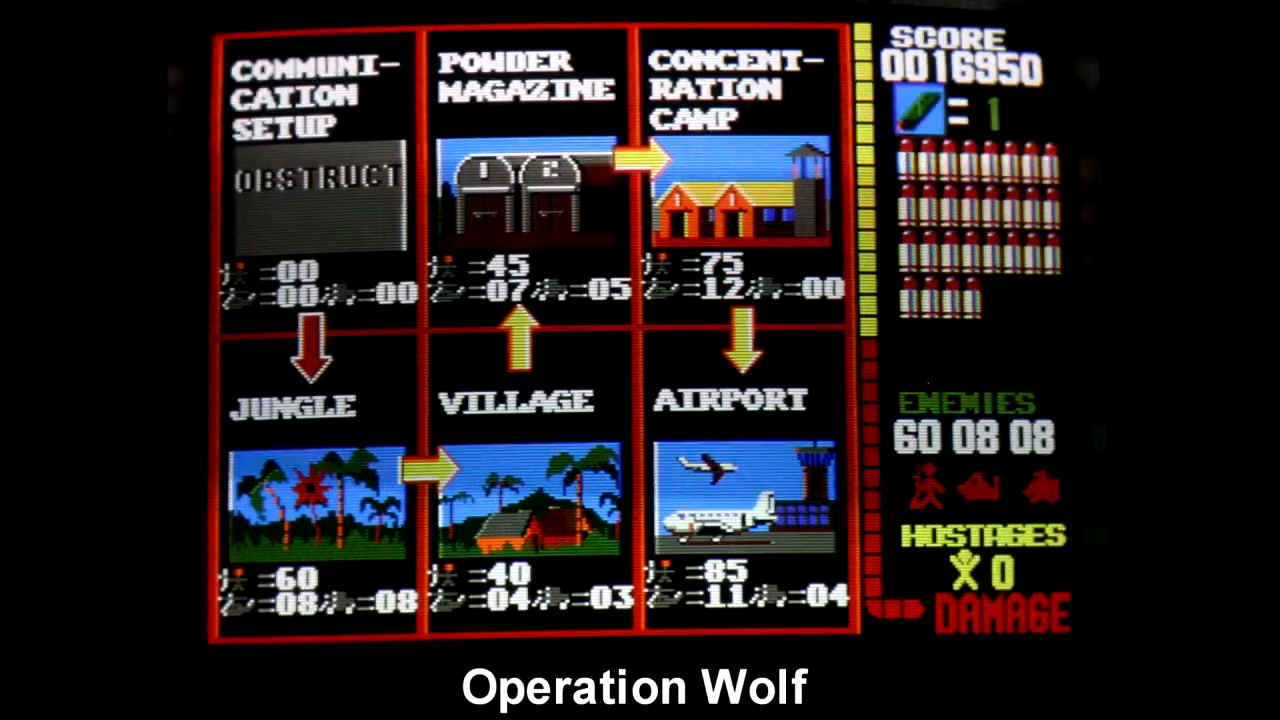 COMMUNI-
CATION
SETUP
OBSTRUCT
=00
=00 =00
POWDER
MAGAZINE
1 2
=45
=07 =05
CONCENT-
RATION
CAMP
=75
=12 =00
JUNGLE
=60
=08 =08
VILLAGE
=40
=04 =03
AIRPORT
=85
=11 =04
SCORE
0016950
= 1
ENEMIES
60 08 08
HOSTAGES
X 0
DAMAGE
Operation Wolf